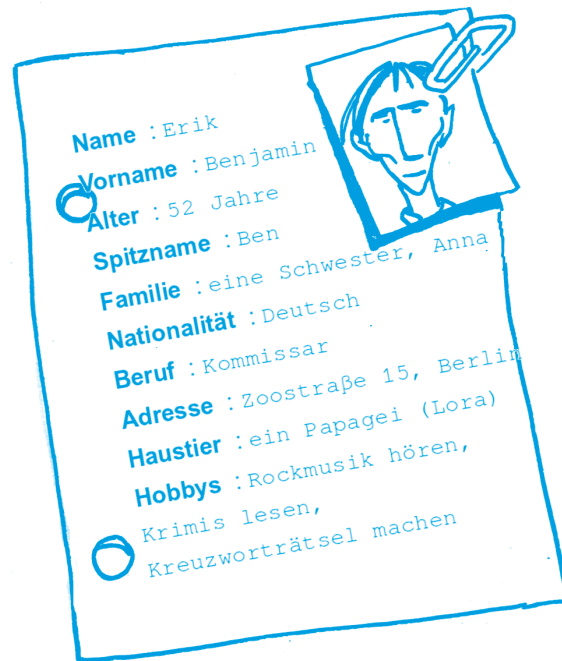 Name : Erik
Vorname : Benjamin
Alter : 52 Jahre
Spitzname : Ben
Familie : eine Schwester, Anna
Nationalität : Deutsch
Beruf : Kommissar
Adresse : Zoostraße 15, Berlin
Haustier : ein Papagei (Lora)
Hobbys : Rockmusik hören,
Krimis lesen,
Kreuzworträtsel machen